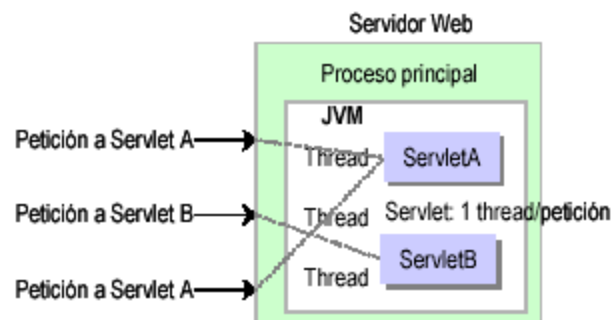 Servidor Web
Proceso principal
JVM
Petición a Servlet A
Thread
ServletA
Petición a Servlet B
Thread
Servlet: 1 thread/petición
ServletB
Thread
Petición a Servlet A